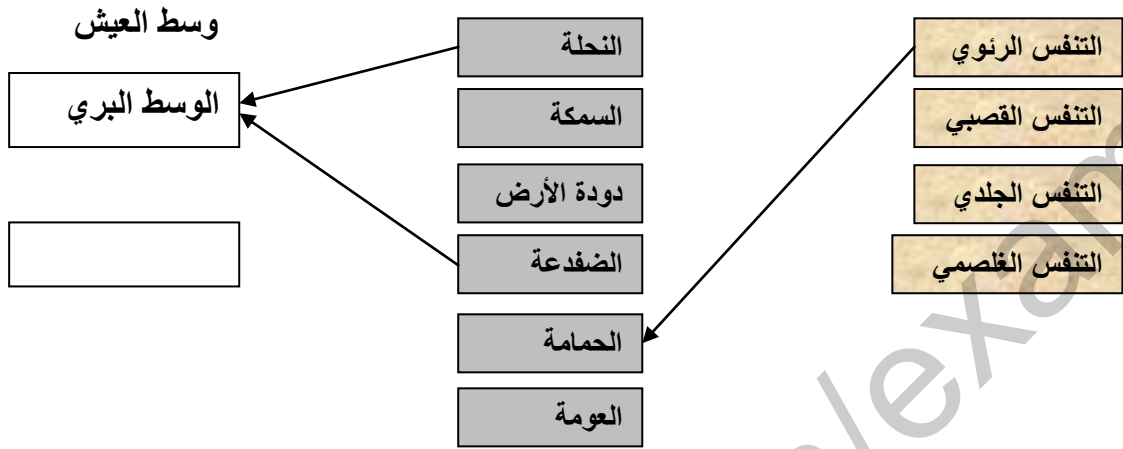 التنفس الرئوي
التنفس القصبي
التنفس الجلدي
التنفس الغلصمي
النحلة
السمكة
دودة الأرض
الضفدعة
الحمامة
العومة
وسط العيش
الوسط البري